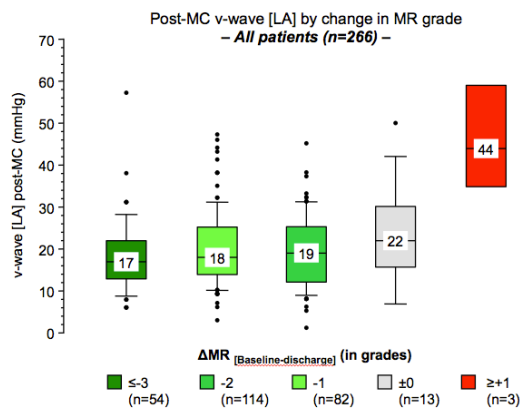 Post-MC v-wave [LA] by change in MR grade
– All patients (n=266) –
v-wave [LA] post-MC (mmHg)
70
60
50
40
30
20
10
0
17
18
19
22
44
ΔMR [Baseline-discharge] (in grades)
≤-3 -2 -1 ±0 ≥+1
(n=54) (n=114) (n=82) (n=13) (n=3)